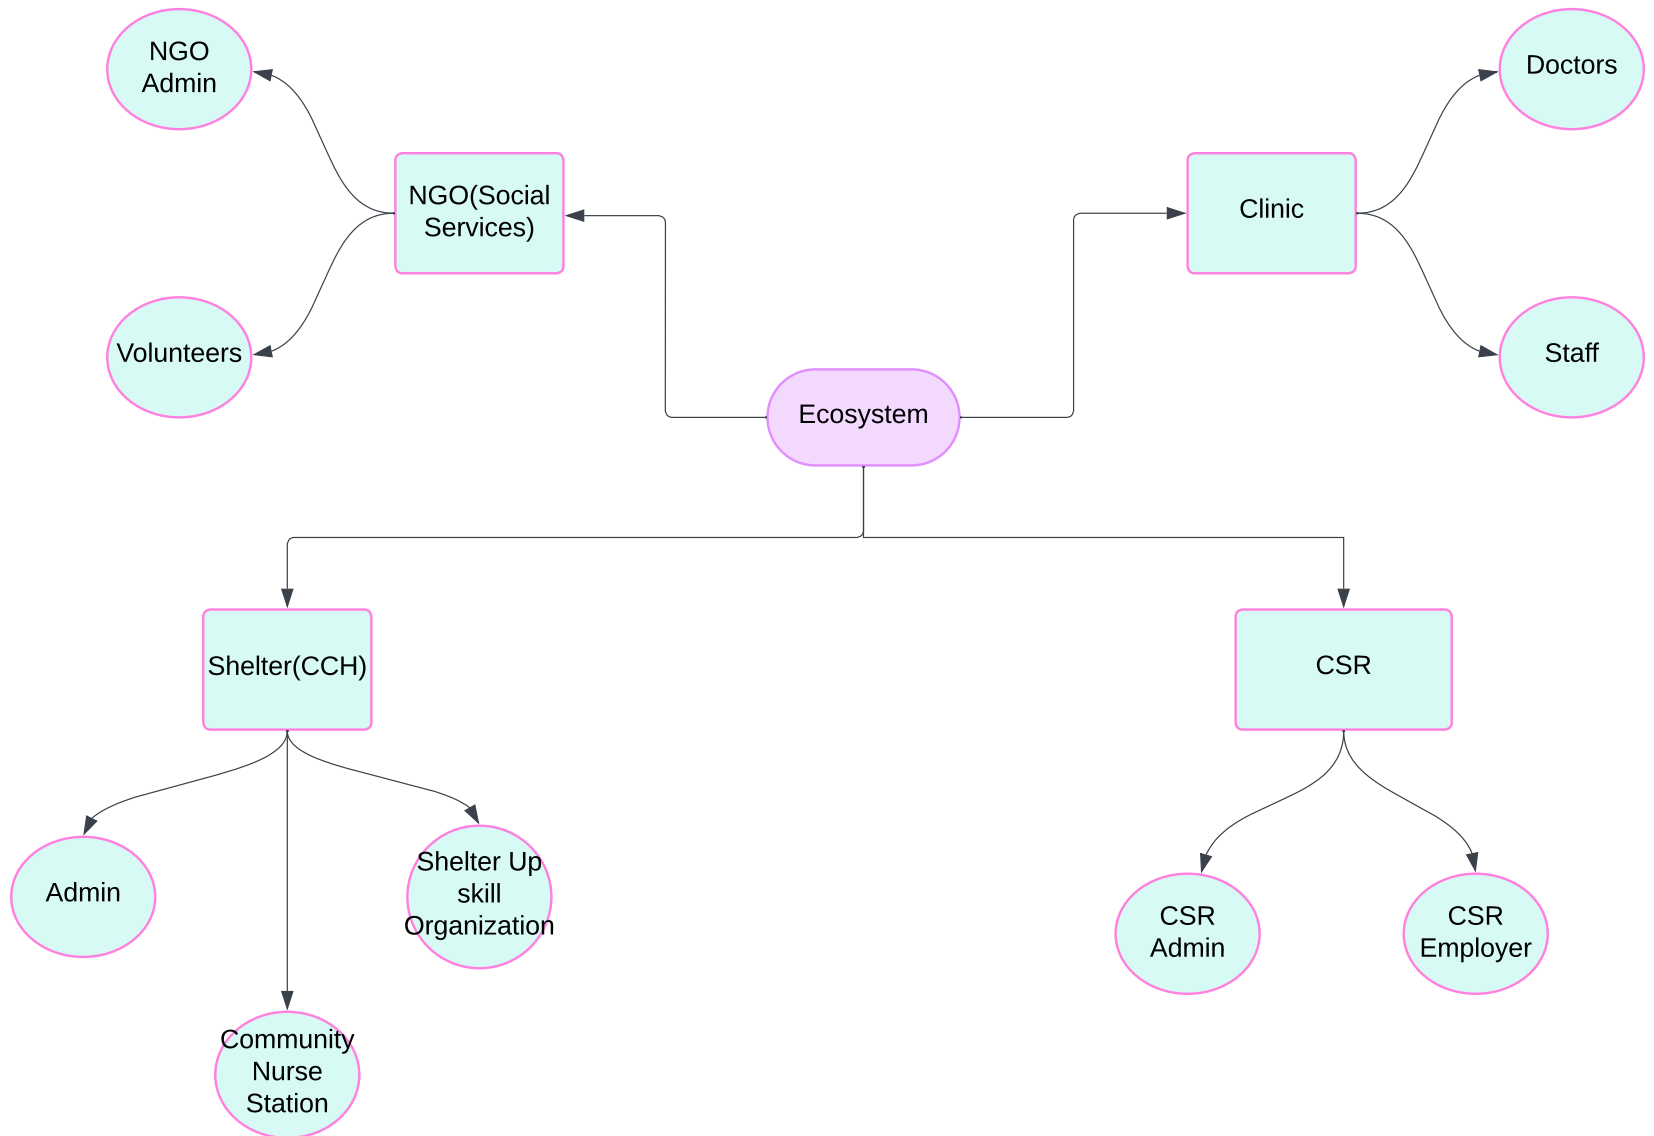 NGO
Admin
Doctors
NGO(Social
Services)
Clinic
Volunteers
Staff
Ecosystem
Shelter(CCH)
CSR
Admin
Shelter Up
skill
Organization
CSR
Admin
CSR
Employer
Community
Nurse
Station